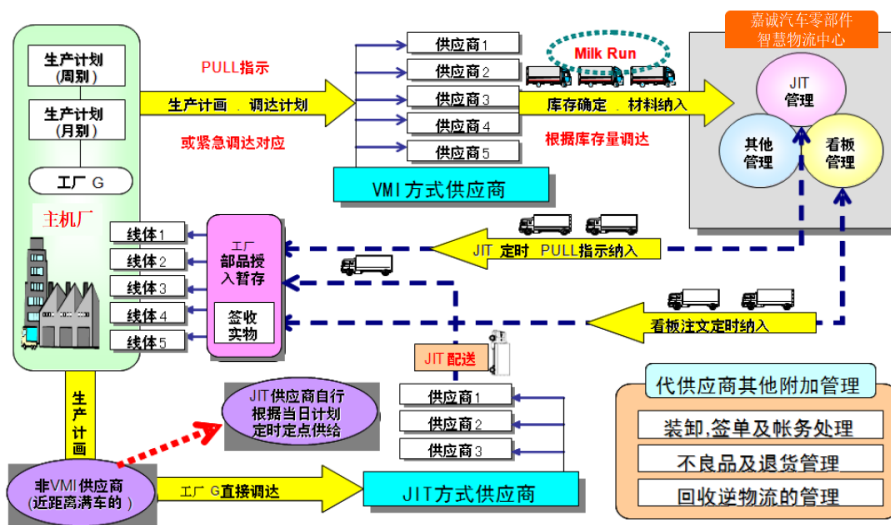 嘉诚汽车零部件
智慧物流中心
生产计划
(周别)
生产计划
(月别)
工厂 G
主机厂
PULL指示
生产计画 . 调达计划
或紧急调达对应
供应商1
供应商2
供应商3
供应商4
供应商5
VMI方式供应商
Milk Run
库存确定 . 材料纳入
根据库存量调达
JIT
管理
其他
管理
看板
管理
线体1
线体2
线体3
线体4
线体5
工厂
部品授
入暂存
签收
实物
JIT 定时 PULL指示纳入
看板注文定时纳入
JIT配送
供应商1
供应商2
供应商3
JIT方式供应商
生
产
计
画
JIT供应商自行
根据当日计划
定时定点供给
非VMI供应商
(近距离满车的)
工厂 G直接调达
代供应商其他附加管理
装卸,签单及帐务处理
不良品及退货管理
回收逆物流的管理